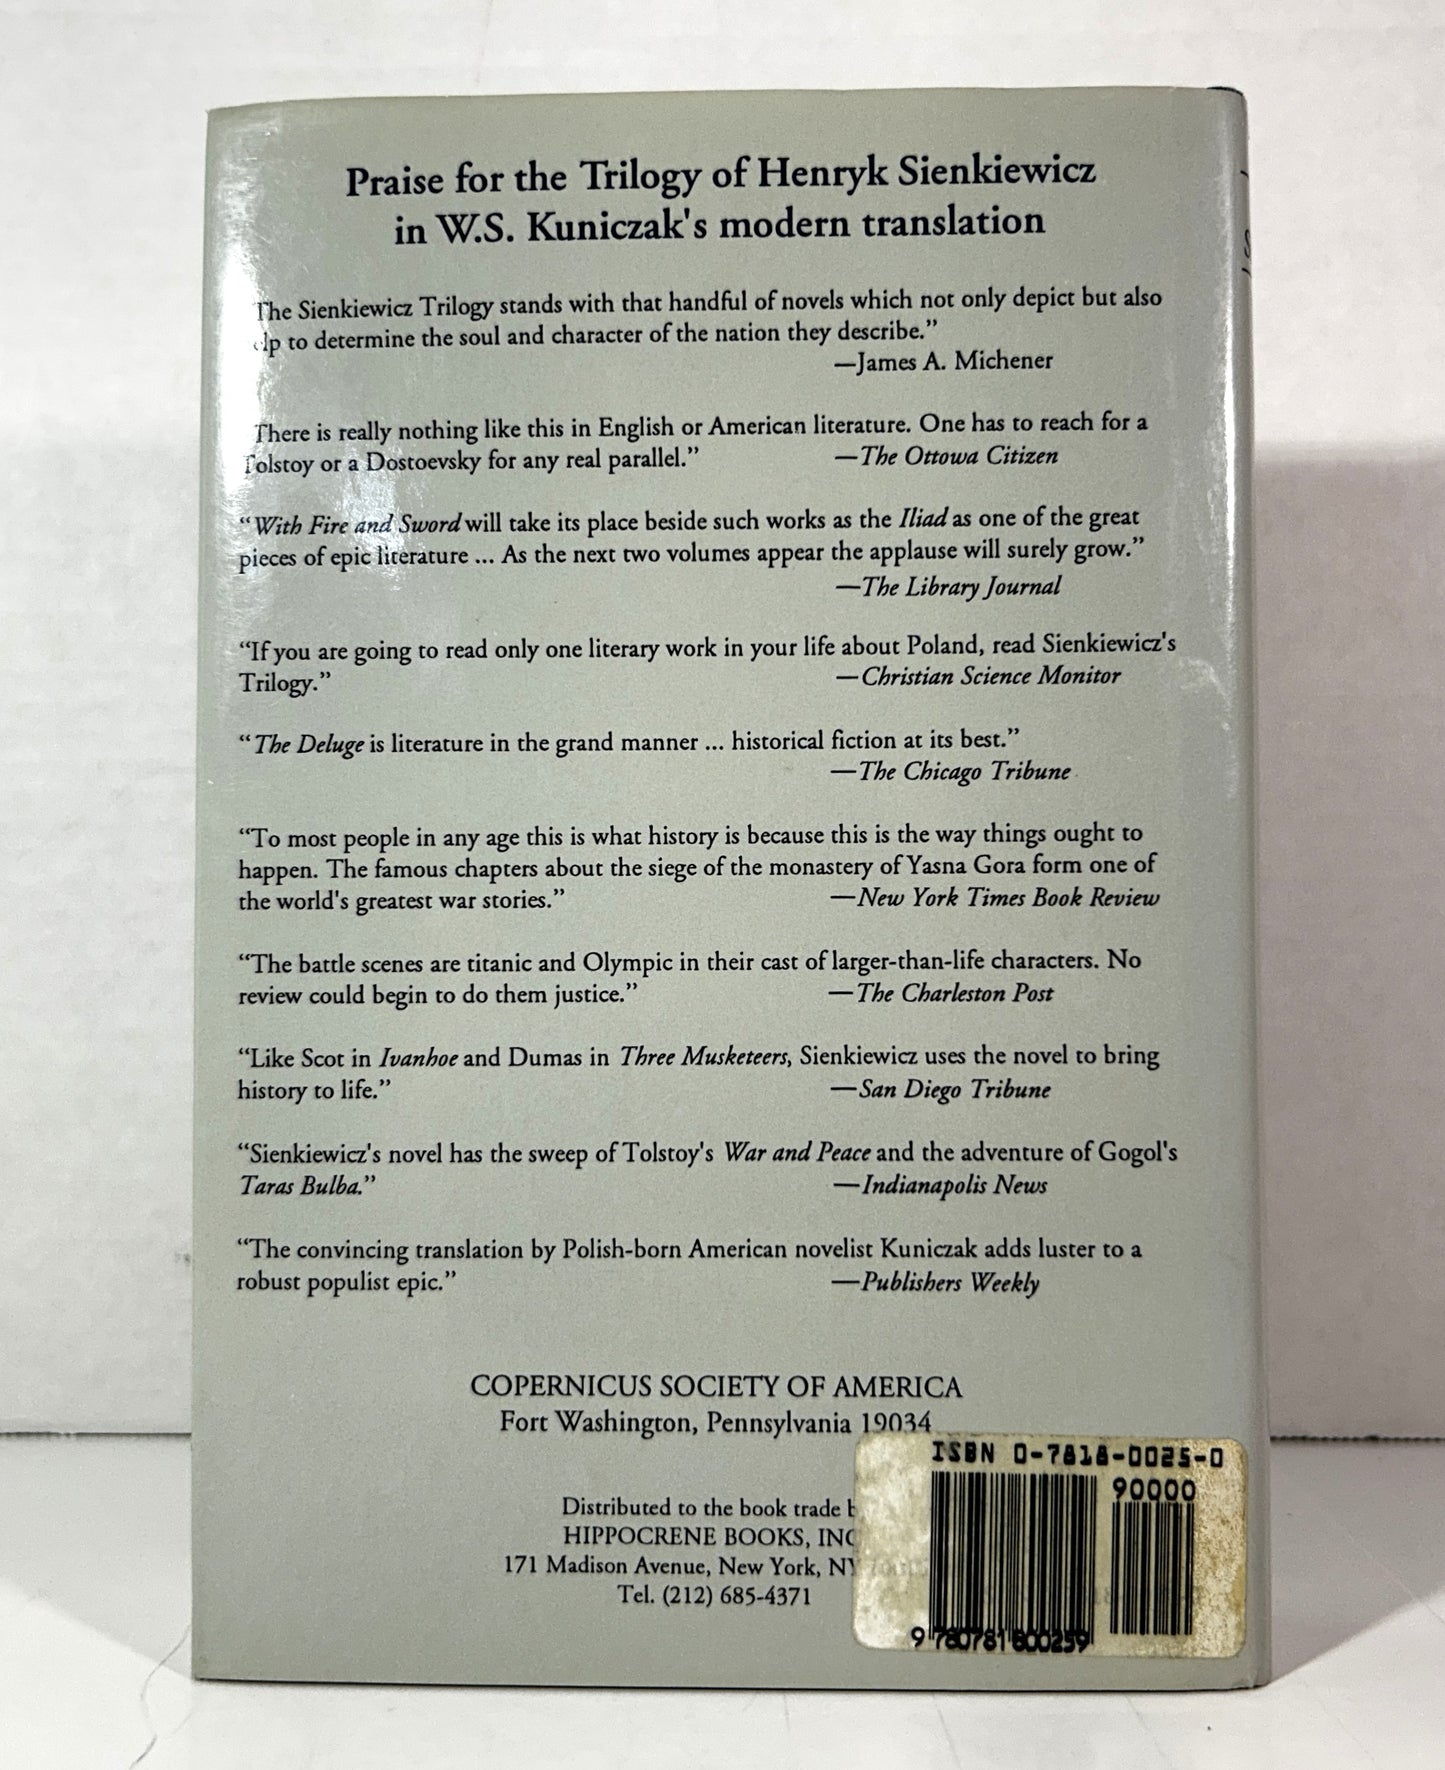 Praise for the Trilogy of Henryk Sienkiewicz
in W.S. Kuniczak's modern translation
The Sienkiewicz Trilogy stands with that handful of novels which not only depict but also
lp to determine the soul and character of the nation they describe.”
—James A. Michener
There is really nothing like this in English or American literature. One has to reach for a
Tolstoy or a Dostoevsky for any real parallel.” —The Ottowa Citizen
“With Fire and Sword will take its place beside such works as the Iliad as one of the great
pieces of epic literature ... As the next two volumes appear the applause will surely grow.”
—The Library Journal
“If you are going to read only one literary work in your life about Poland, read Sienkiewicz's
Trilogy.” —Christian Science Monitor
“The Deluge is literature in the grand manner ... historical fiction at its best.”
—The Chicago Tribune
“To most people in any age this is what history is because this is the way things ought to
happen. The famous chapters about the siege of the monastery of Yasna Gora form one of
the world's greatest war stories.” —New York Times Book Review
“The battle scenes are titanic and Olympic in their cast of larger-than-life characters. No
review could begin to do them justice.” —The Charleston Post
“Like Scot in Ivanhoe and Dumas in Three Musketeers, Sienkiewicz uses the novel to bring
history to life.” —San Diego Tribune
“Sienkiewicz's novel has the sweep of Tolstoy's War and Peace and the adventure of Gogol's
Taras Bulba.” —Indianapolis News
“The convincing translation by Polish-born American novelist Kuniczak adds luster to a
robust populist epic.” —Publishers Weekly
COPERNICUS SOCIETY OF AMERICA
Fort Washington, Pennsylvania 19034
ISBN 0-7818-0025-0
90000
Distributed to the book trade
HIPPOCRENE BOOKS, INC
171 Madison Avenue, New York, NY
Tel. (212) 685-4371
9 780781 800259